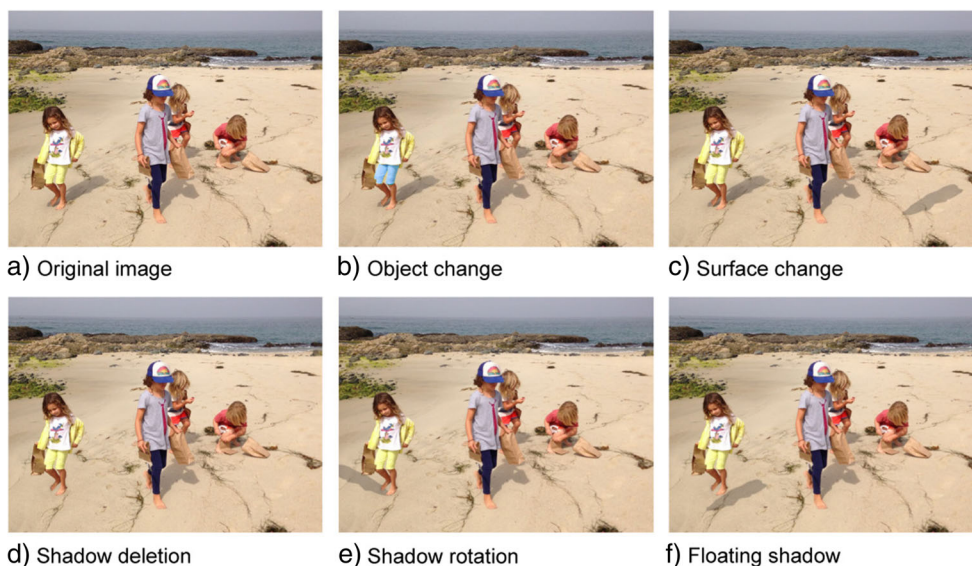 a) Original image
b) Object change
c) Surface change
d) Shadow deletion
e) Shadow rotation
f) Floating shadow